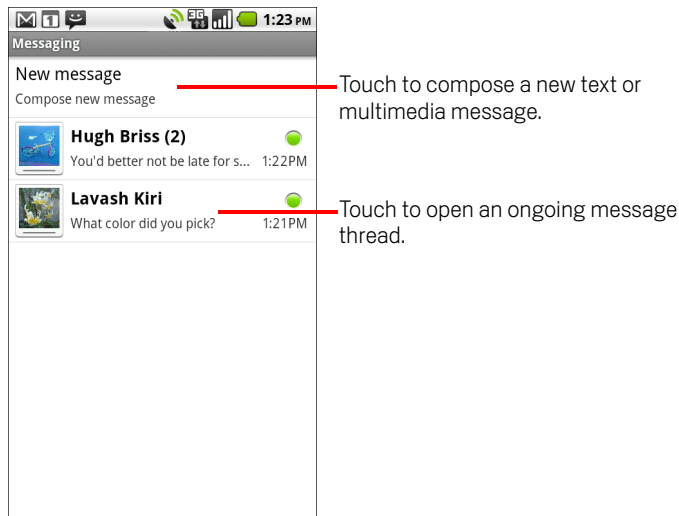 1 3G 1:23 PM
Messaging
New message
Compose new message
Touch to compose a new text or
multimedia message.
Hugh Briss (2)
You'd better not be late for s... 1:22PM
Lavash Kiri
What color did you pick? 1:21PM
Touch to open an ongoing message
thread.